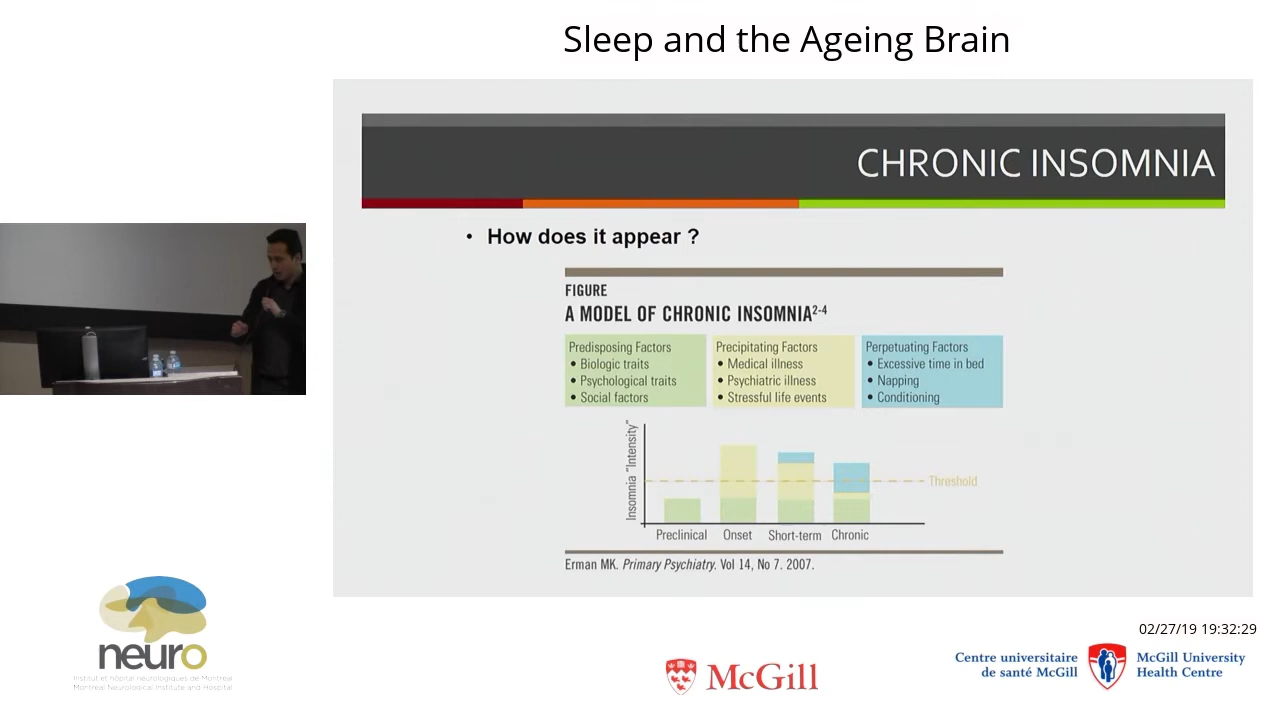 Sleep and the Ageing Brain
CHRONIC INSOMNIA
• How does it appear ?
FIGURE
A MODEL OF CHRONIC INSOMNIA2-4
Predisposing Factors
• Biologic traits
• Psychological traits
• Social factors
Precipitating Factors
• Medical illness
• Psychiatric illness
• Stressful life events
Perpetuating Factors
• Excessive time in bed
• Napping
• Conditioning
Insomnia "Intensity"
Threshold
Preclinical Onset Short-term Chronic
Erman MK. Primary Psychiatry. Vol 14, No 7. 2007.
02/27/19 19:32:29
neuro
Institut et hôpital neurologiques de Montréal
Montreal Neurological Institute and Hospital
McGill
Centre universitaire
de santé McGill
McGill University
Health Centre